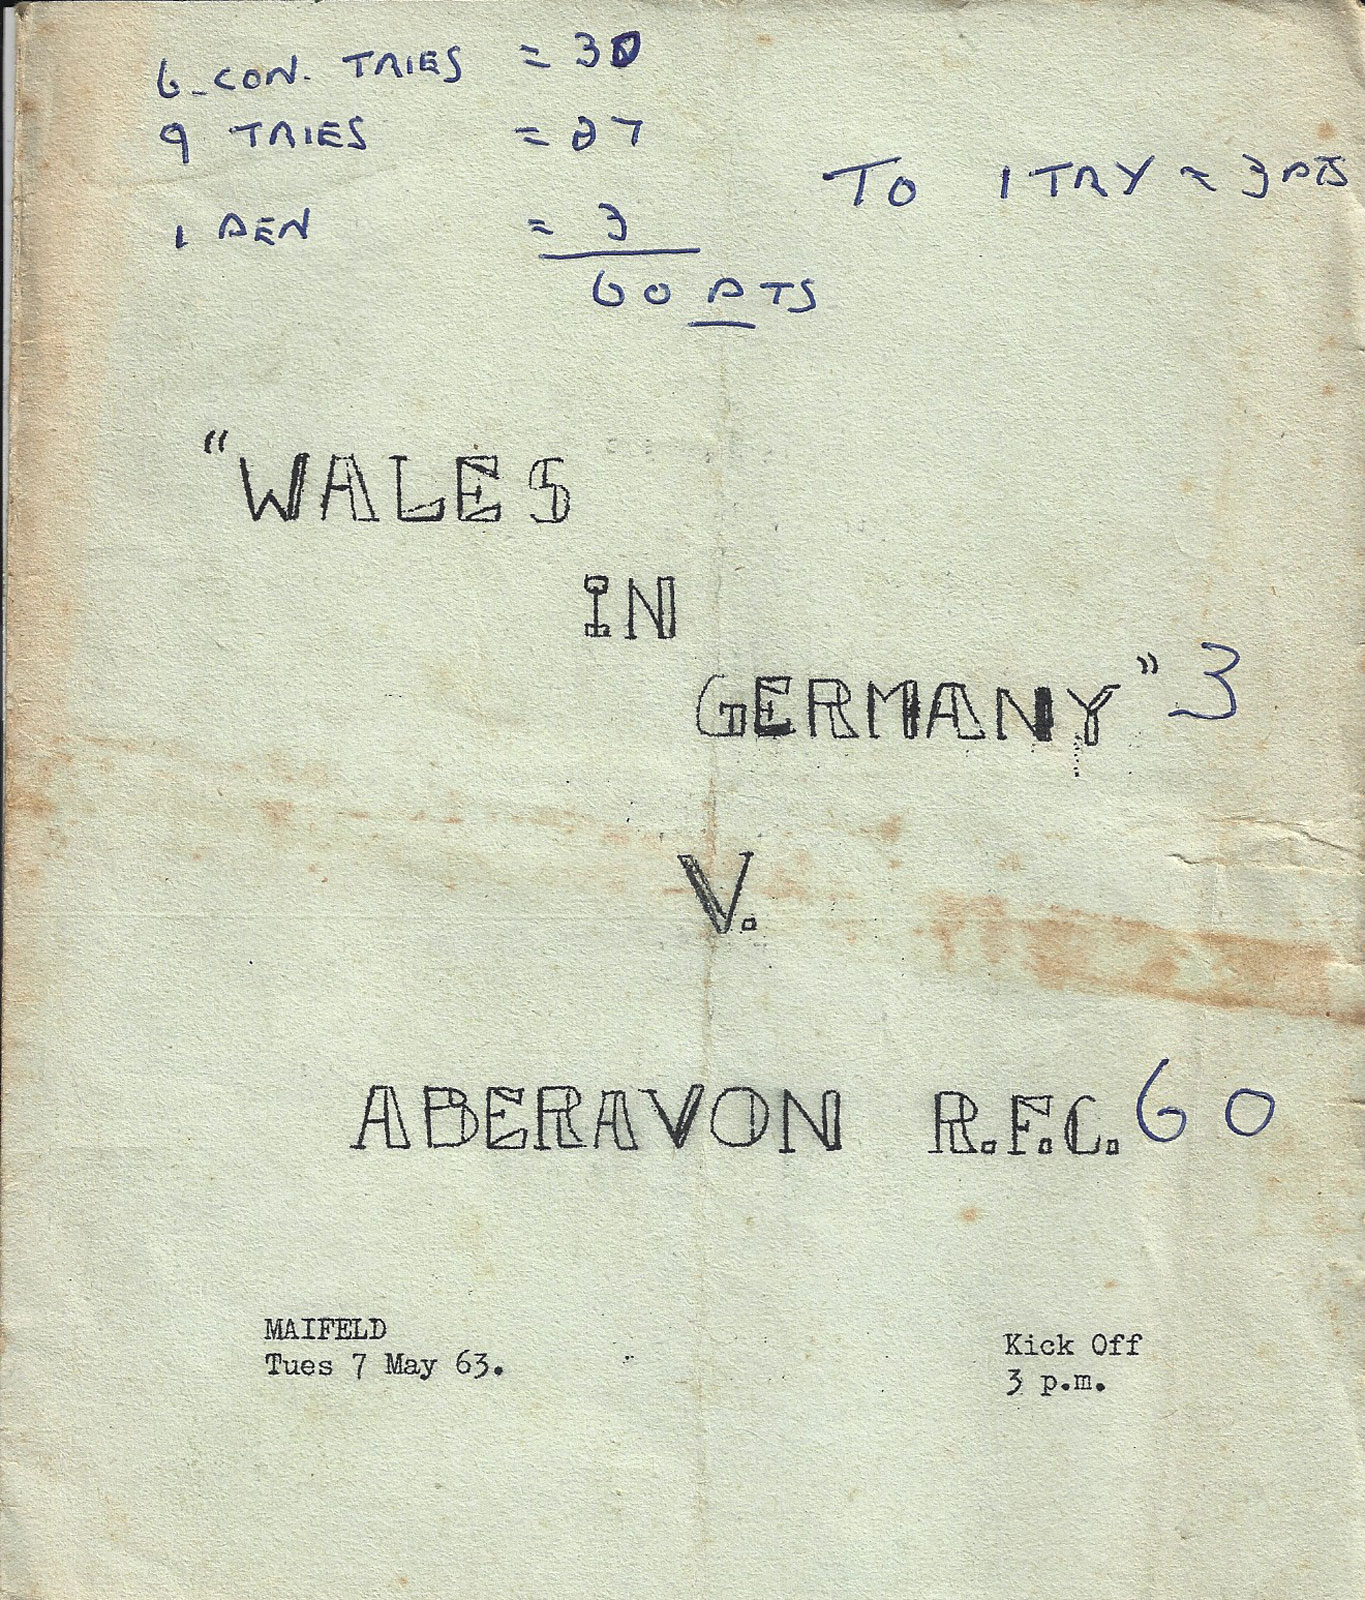 6 CON. TRIES = 30
9 TRIES = 27
TO 1 TRY = 3 PTS
1 PEN = 3
60 PTS
"WALES
IN
GERMANY" 3
V.
ABERAVON R.F.C. 60
MAIFELD
Tues 7 May 63.
Kick Off
3 p.m.